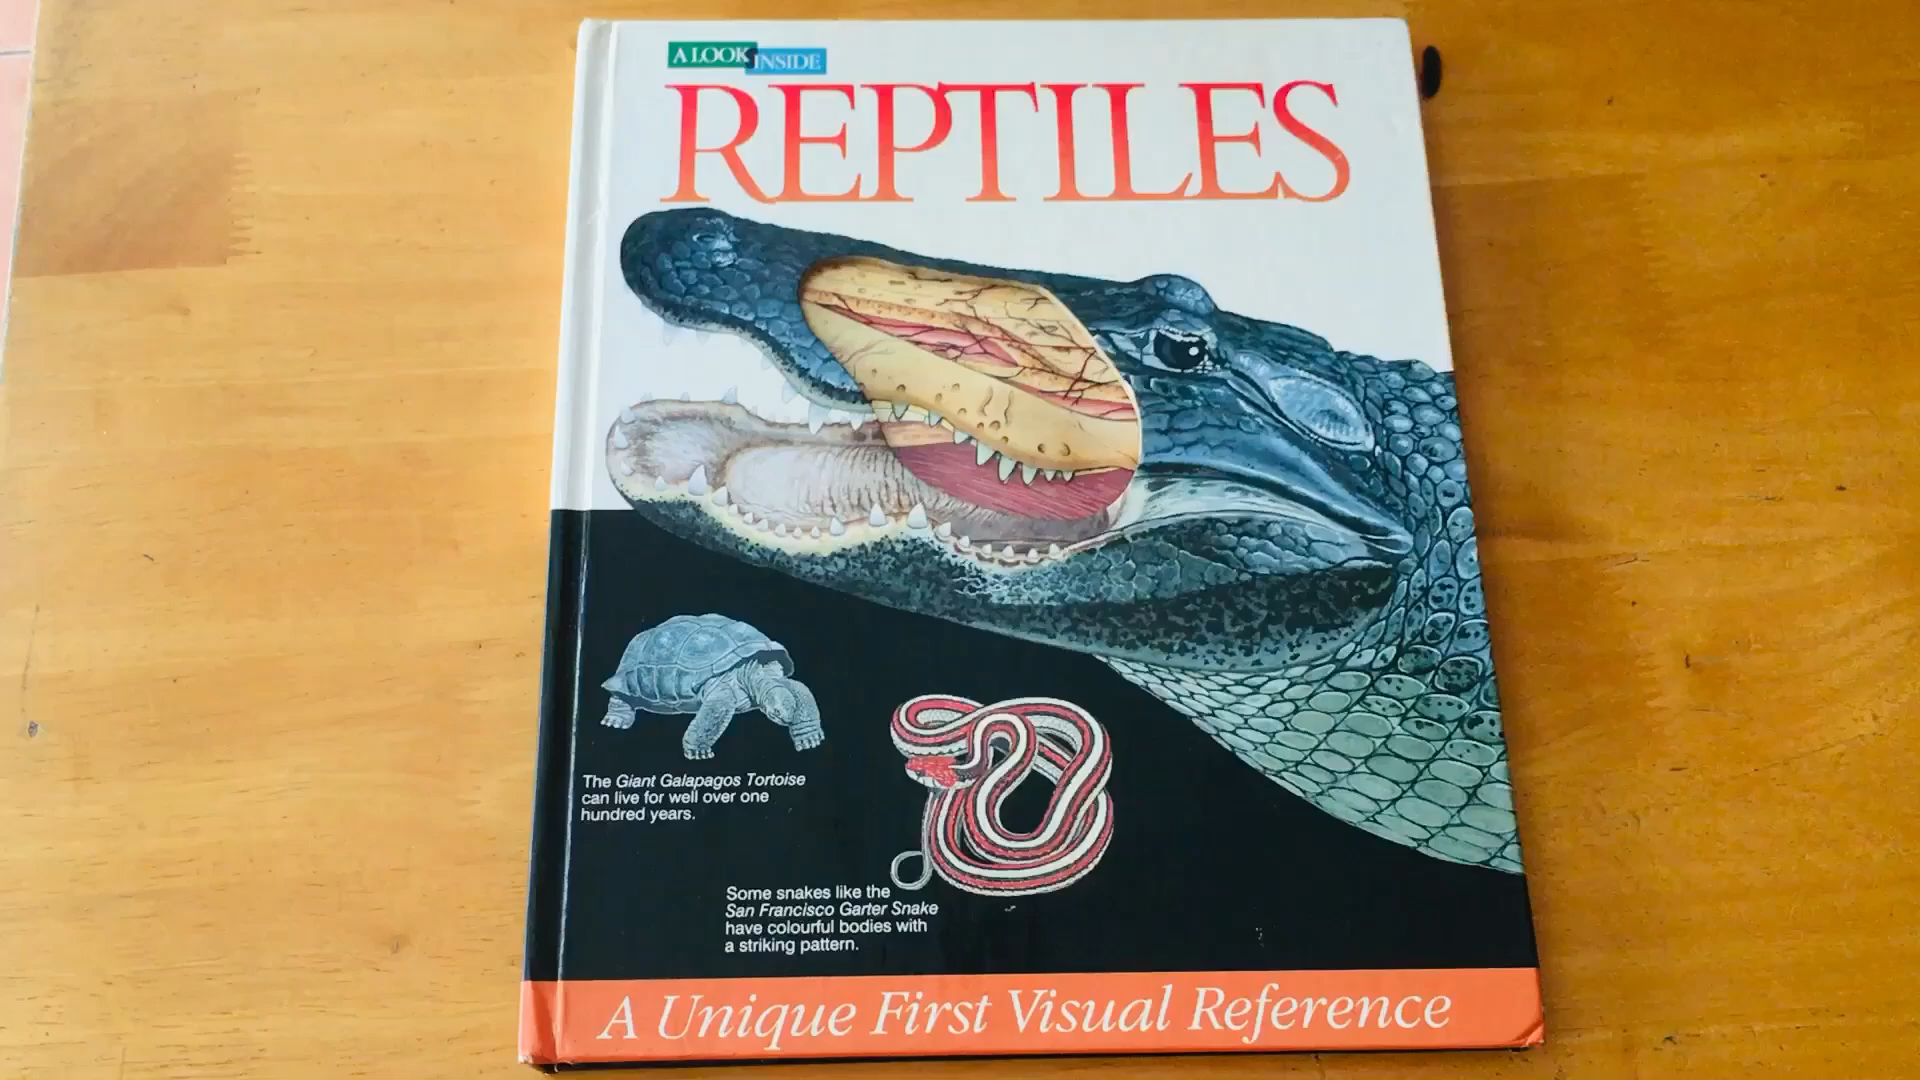 A LOOK INSIDE
REPTILES
The Giant Galapagos Tortoise
can live for well over one
hundred years.
Some snakes like the
San Francisco Garter Snake
have colourful bodies with
a striking pattern.
A Unique First Visual Reference